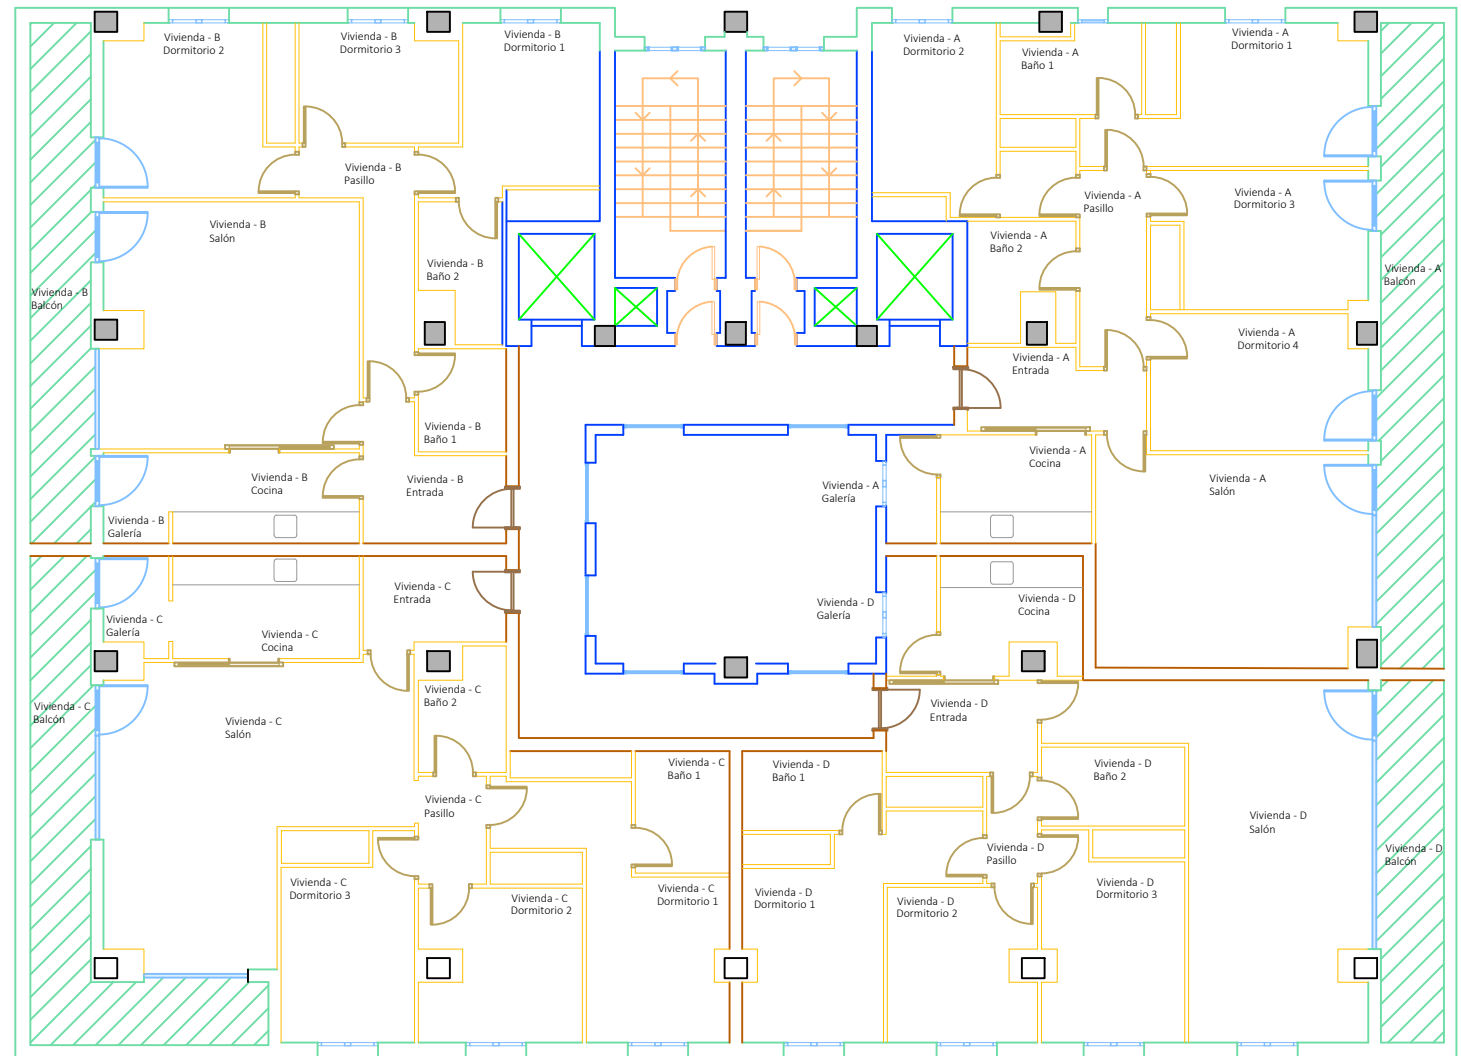 Vivienda - B
Dormitorio 2
Vivienda - B
Dormitorio 3
Vivienda - B
Dormitorio 1
Vivienda - A
Dormitorio 2
Vivienda - A
Baño 1
Vivienda - A
Dormitorio 1
Vivienda - B
Pasillo
Vivienda - A
Pasillo
Vivienda - A
Dormitorio 3
Vivienda - B
Salón
Vivienda - A
Baño 2
Vivienda - B
Baño 2
Vivienda - A
Balcón
Vivienda - B
Balcón
Vivienda - A
Entrada
Vivienda - A
Dormitorio 4
Vivienda - B
Baño 1
Vivienda - A
Cocina
Vivienda - B
Cocina
Vivienda - B
Entrada
Vivienda - A
Galería
Vivienda - A
Salón
Vivienda - B
Galería
Vivienda - C
Entrada
Vivienda - D
Galería
Vivienda - D
Cocina
Vivienda - C
Galería
Vivienda - C
Cocina
Vivienda - C
Baño 2
Vivienda - C
Balcón
Vivienda - C
Salón
Vivienda - D
Entrada
Vivienda - C
Baño 1
Vivienda - D
Baño 1
Vivienda - D
Baño 2
Vivienda - C
Pasillo
Vivienda - D
Salón
Vivienda - D
Pasillo
Vivienda - D
Balcón
Vivienda - C
Dormitorio 3
Vivienda - C
Dormitorio 2
Vivienda - C
Dormitorio 1
Vivienda - D
Dormitorio 1
Vivienda - D
Dormitorio 2
Vivienda - D
Dormitorio 3